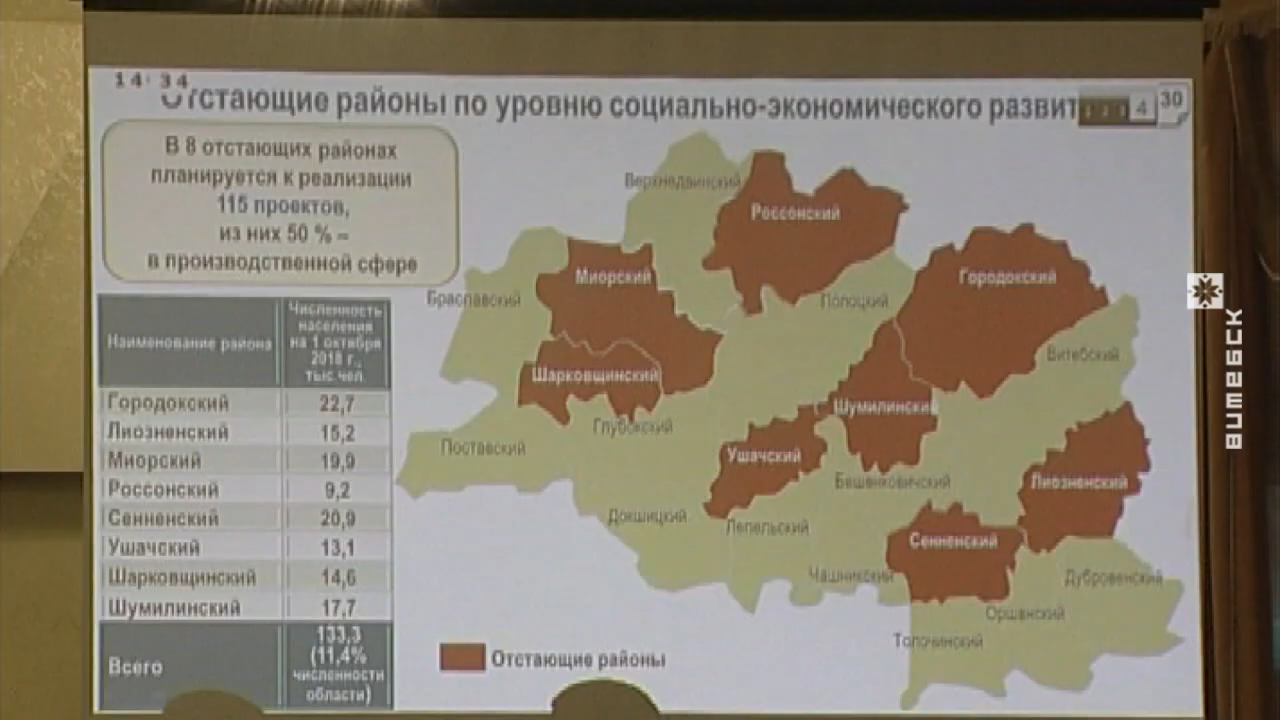 14:34
Отстающие районы по уровню социально-экономического развит
4
30
В 8 отстающих районах
планируется к реализации
115 проектов,
из них 50 % –
в производственной сфере
Наименование района
Численность
населения
на 1 октября
2018 г.,
тыс.чел.
Городокский 22,7
Лиозненский 15,2
Миорский 19,9
Россонский 9,2
Сенненский 20,9
Ушачский 13,1
Шарковщинский 14,6
Шумилинский 17,7
Всего
133,3
(11,4%
численности
области)
Верхнедвинский
Россонский
Миорский
Городокский
Браславский
Полоцкий
Витебский
Шарковщинский
Шумилинский
Глубокский
Поставский
Ушачский
Бешенковичский
Лиозненский
Докшицкий
Лепельский
Сенненский
Чашникский
Дубровенский
Оршанский
Толочинский
Отстающие районы
витебск